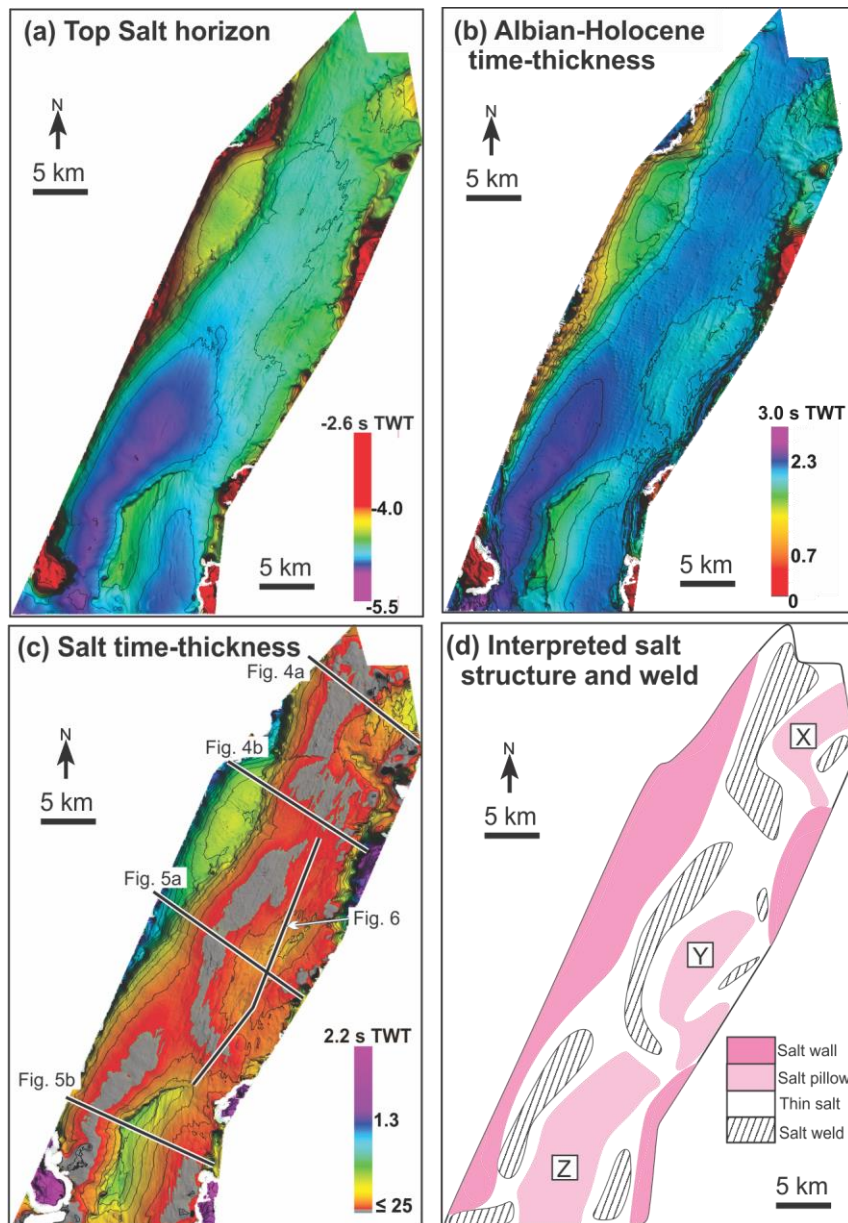 (a) Top Salt horizon
N
5 km
-2.6 s TWT
-4.0
-5.5
5 km
(b) Albian-Holocene
time-thickness
N
5 km
3.0 s TWT
2.3
0.7
0
5 km
(c) Salt time-thickness
Fig. 4a
N
Fig. 4b
5 km
Fig. 5a
Fig. 6
2.2 s TWT
Fig. 5b
1.3
≤ 25
(d) Interpreted salt
structure and weld
X
N
5 km
Y
Salt wall
Salt pillow
Thin salt
Salt weld
Z
5 km